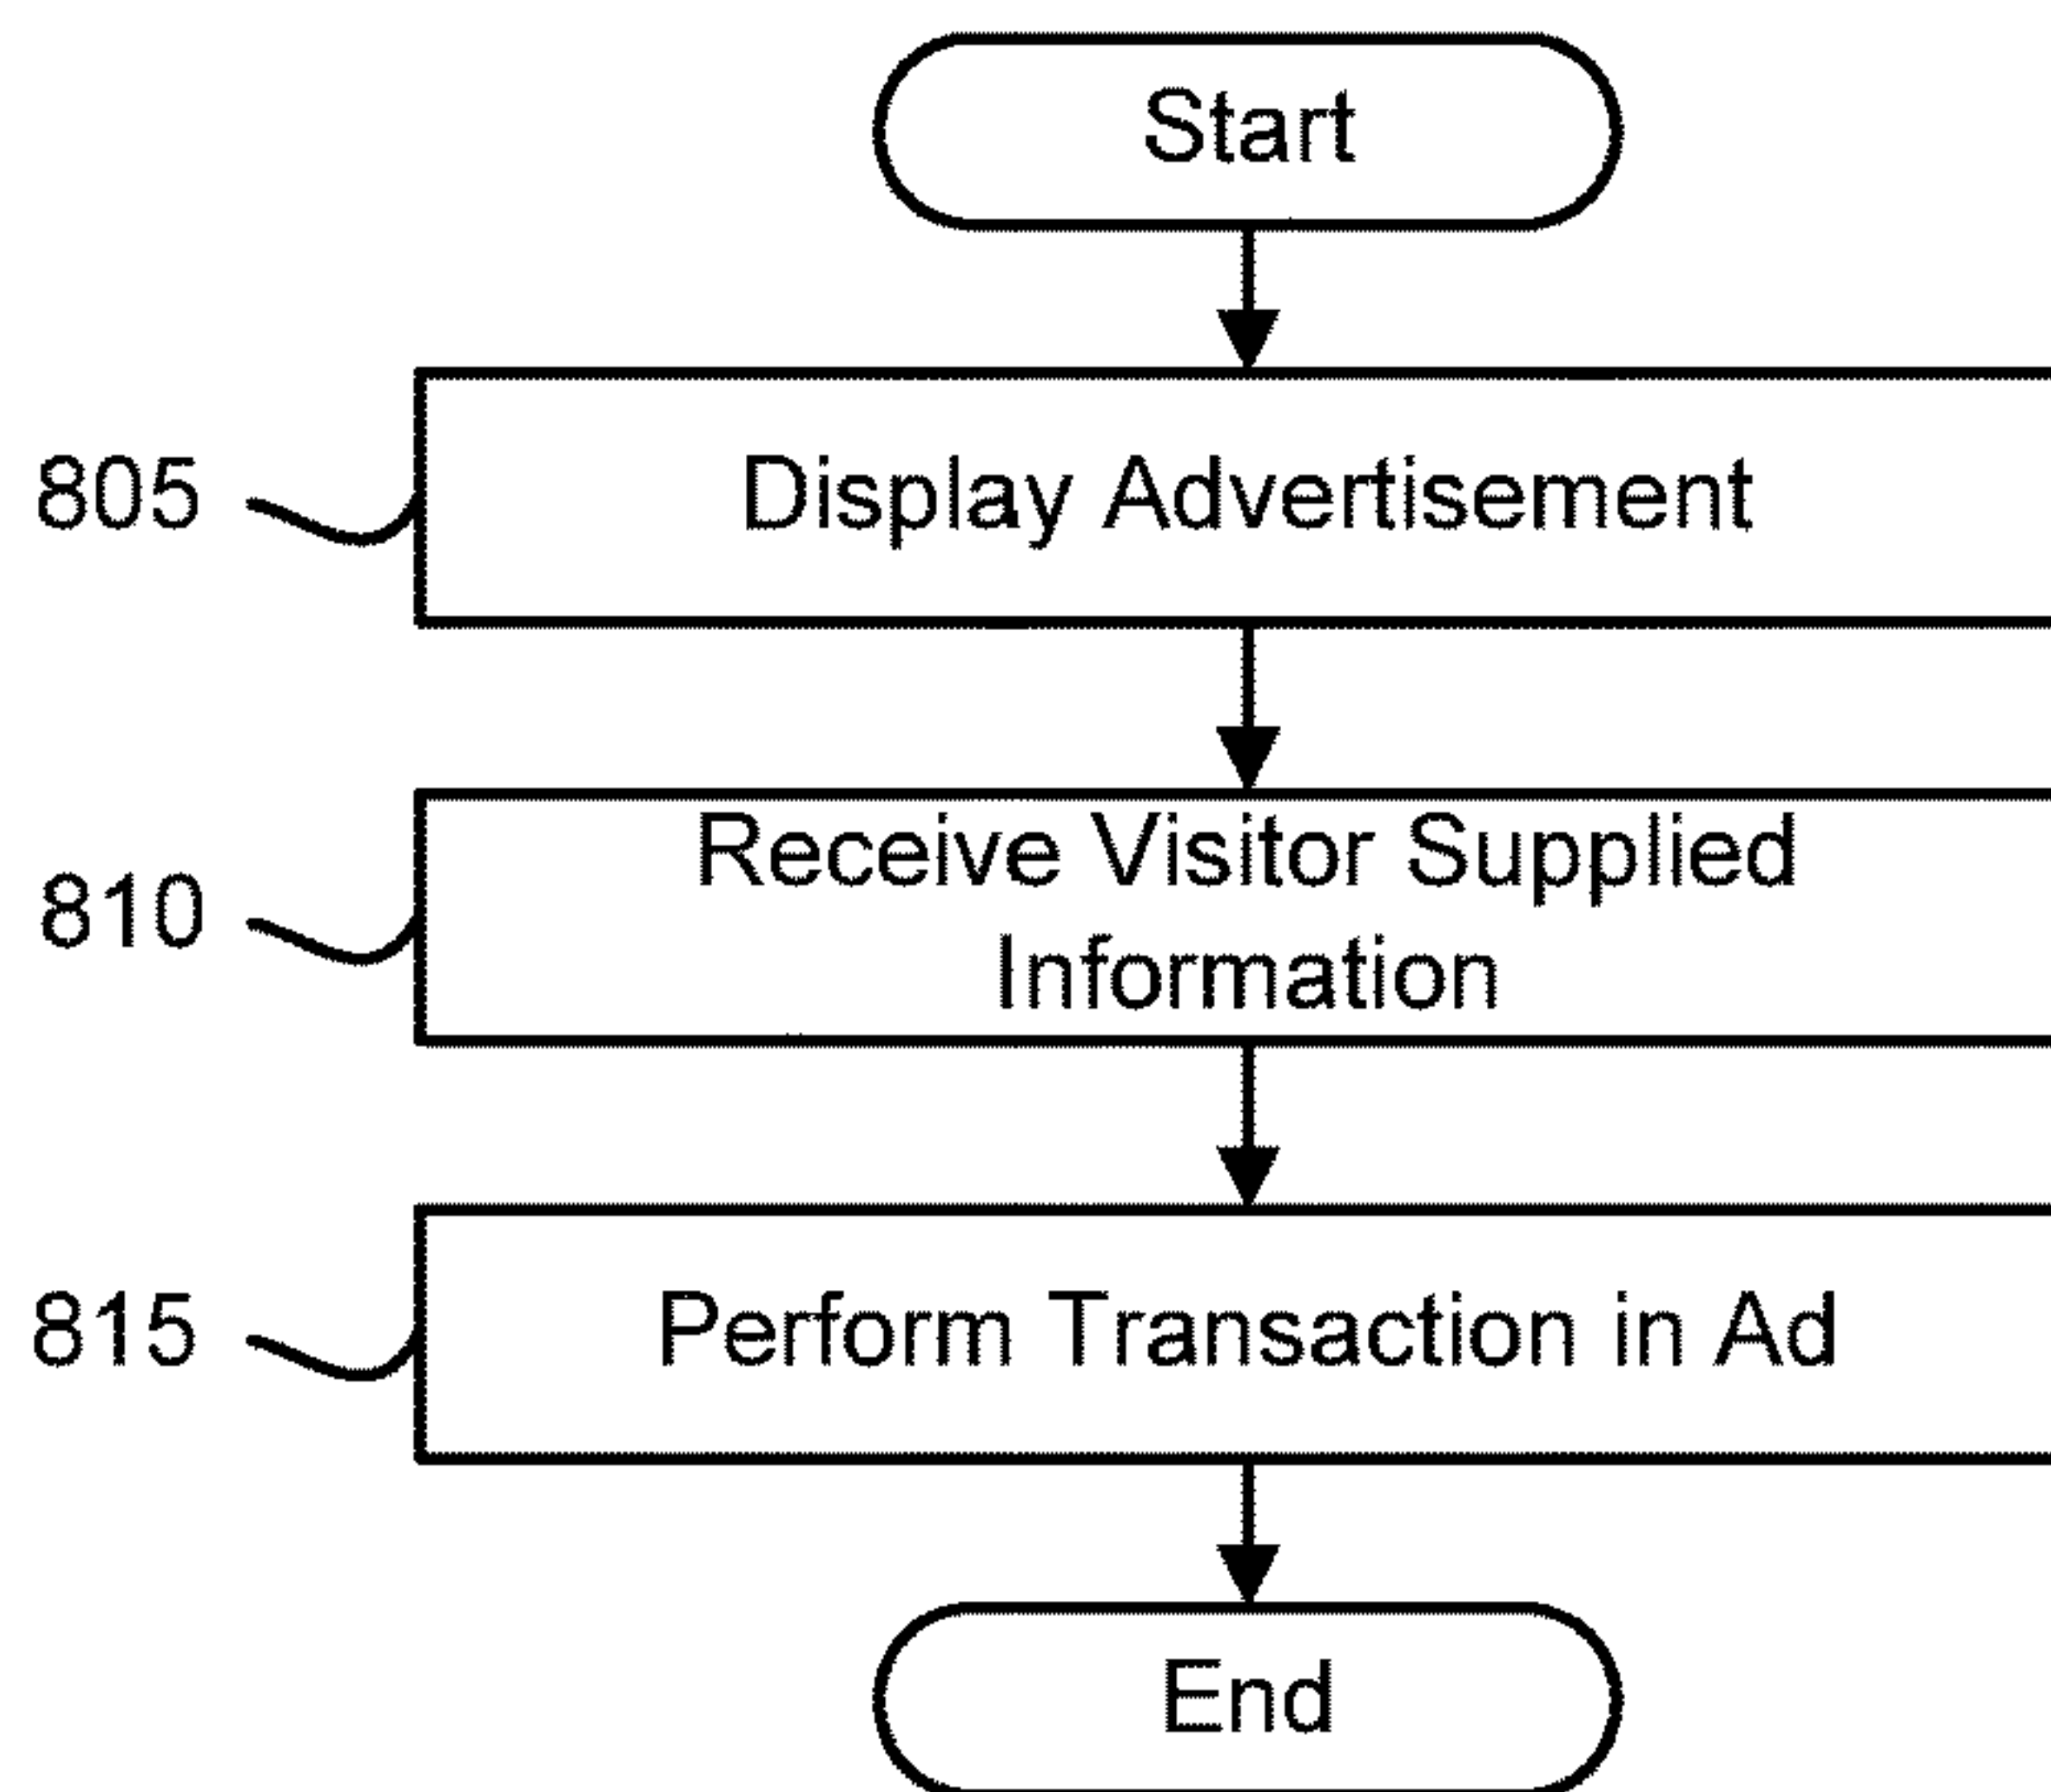 Start
805
Display Advertisement
810
Receive Visitor Supplied
Information
815
Perform Transaction in Ad
End